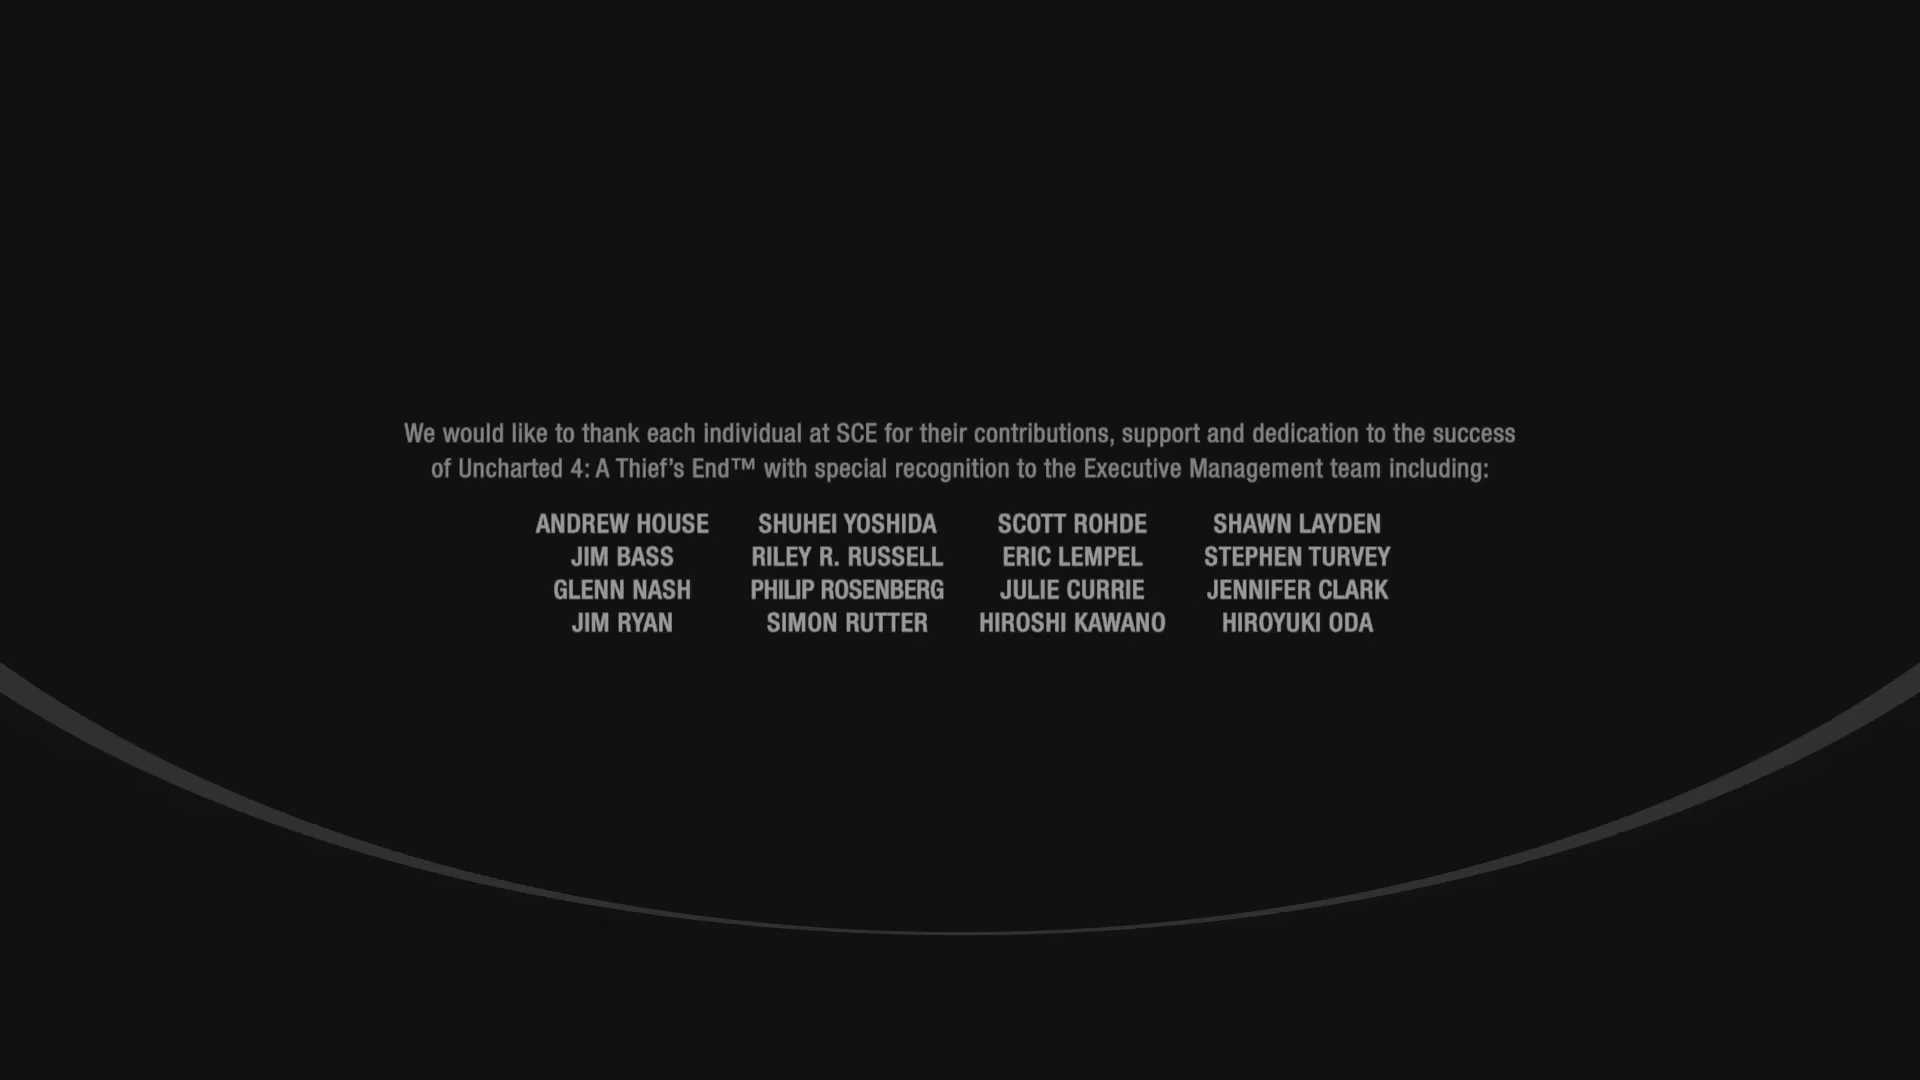 We would like to thank each individual at SCE for their contributions, support and dedication to the success
of Uncharted 4: A Thief’s End™ with special recognition to the Executive Management team including:
ANDREW HOUSE SHUHEI YOSHIDA SCOTT ROHDE SHAWN LAYDEN
JIM BASS RILEY R. RUSSELL ERIC LEMPEL STEPHEN TURVEY
GLENN NASH PHILIP ROSENBERG JULIE CURRIE JENNIFER CLARK
JIM RYAN SIMON RUTTER HIROSHI KAWANO HIROYUKI ODA